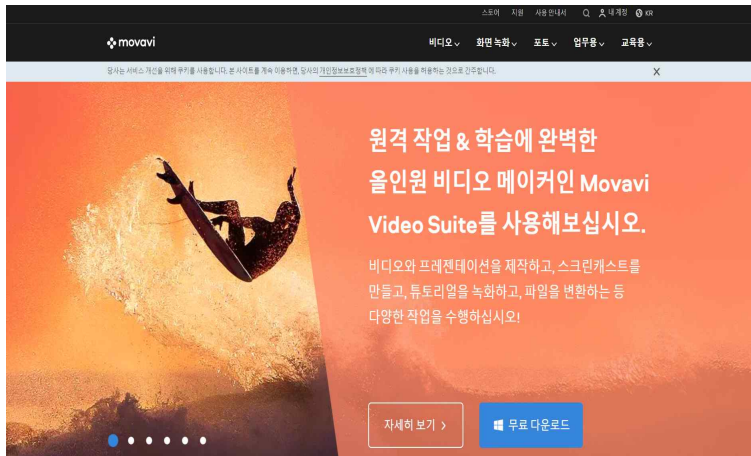 스토어 지원 사용 안내서 내 계정 KR
movavi
비디오 화면 녹화 포토 업무용 교육용
당사는 서비스 개선을 위해 쿠키를 사용합니다. 본 사이트를 계속 이용하면, 당사의 개인정보보호정책 에 따라 쿠키 사용을 허용하는 것으로 간주합니다. X
원격 작업 & 학습에 완벽한
올인원 비디오 메이커인 Movavi
Video Suite를 사용해보십시오.
비디오와 프레젠테이션을 제작하고, 스크린캐스트를
만들고, 튜토리얼을 녹화하고, 파일을 변환하는 등
다양한 작업을 수행하십시오!
자세히 보기 >
무료 다운로드